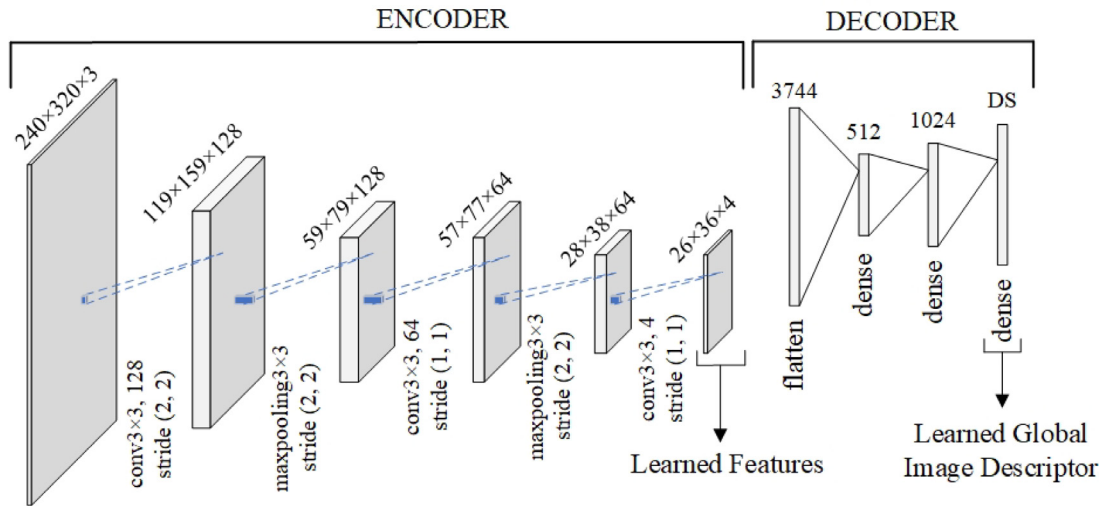 ENCODER
DECODER
240×320×3
119×159×128
59×79×128
57×77×64
28×38×64
26×36×4
3744
512
1024
DS
conv3×3, 128
stride (2, 2)
maxpooling3×3
stride (2, 2)
conv3×3, 64
stride (1, 1)
maxpooling3×3
stride (2, 2)
conv3×3, 4
stride (1, 1)
flatten
dense
dense
dense
Learned Features
Learned Global
Image Descriptor